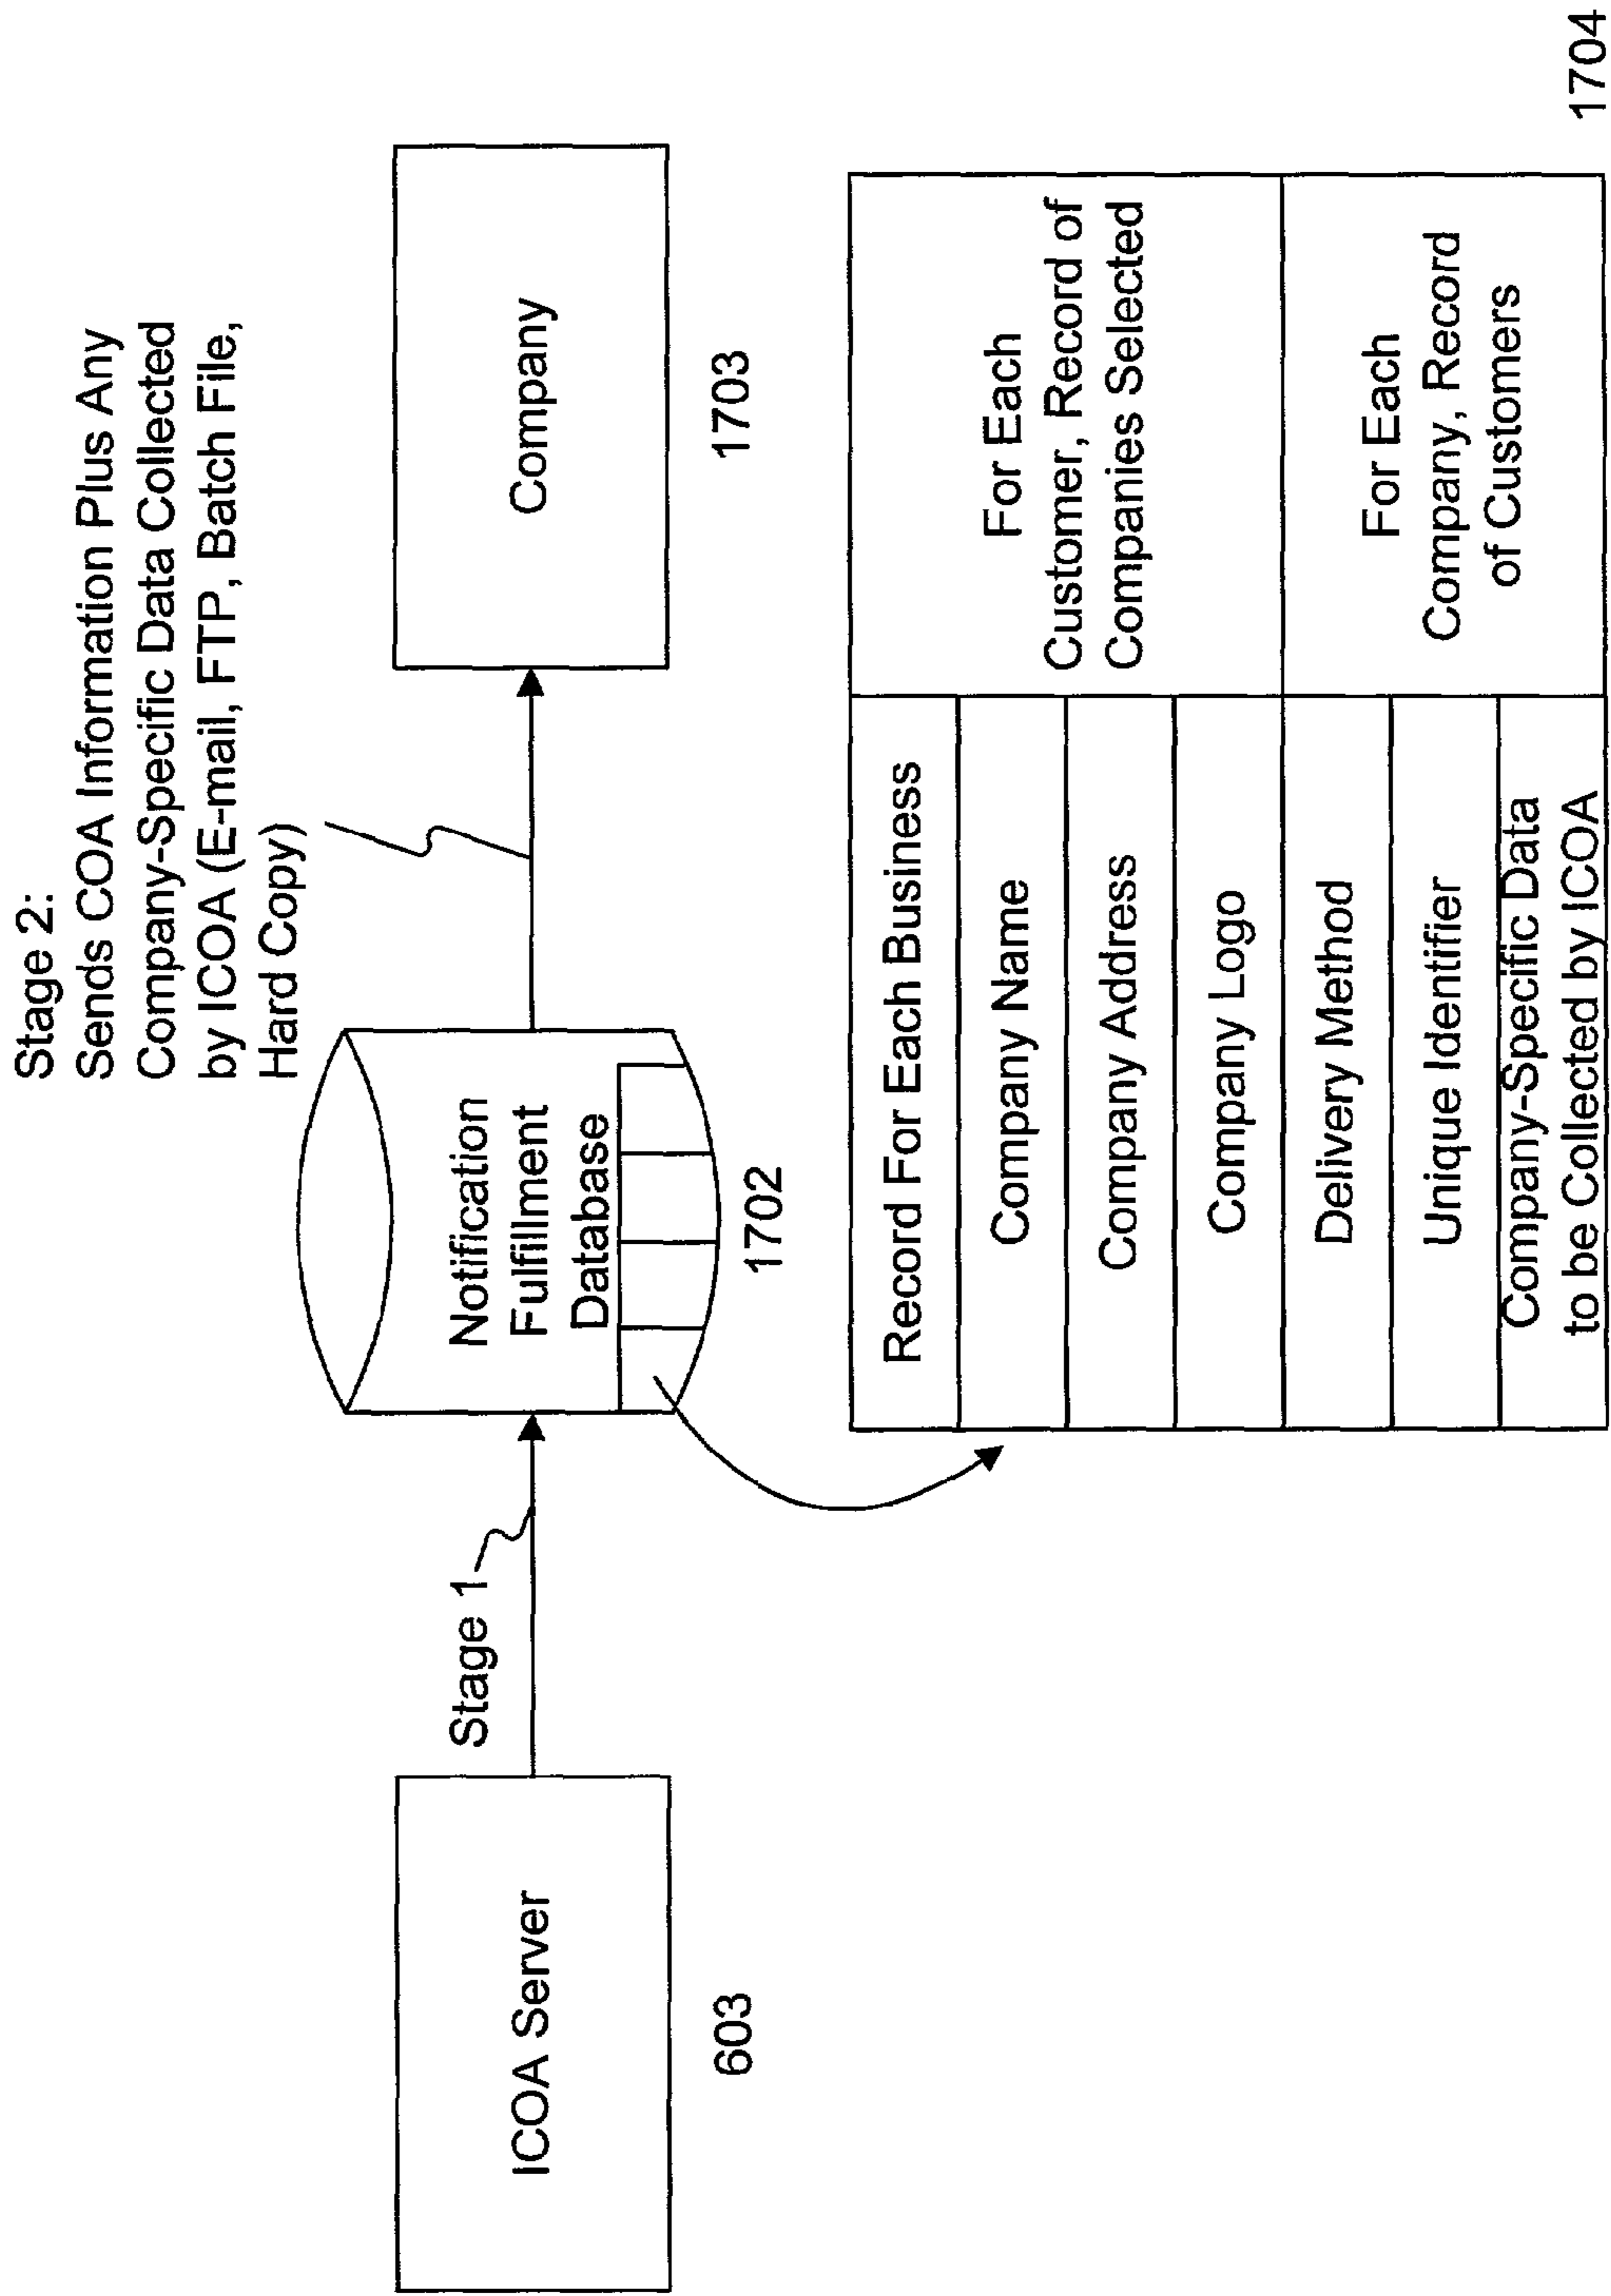 Stage 2:
Sends COA Information Plus Any
Company-Specific Data Collected
by ICOA (E-mail, FTP, Batch File,
Hard Copy)
Stage 1
ICOA Server
603
Notification
Fulfillment
Database
1702
Company
1703
Record For Each Business
Company Name
Company Address
Company Logo
Delivery Method
Unique Identifier
Company-Specific Data
to be Collected by ICOA
For Each
Customer, Record of
Companies Selected
For Each
Company, Record
of Customers
1704